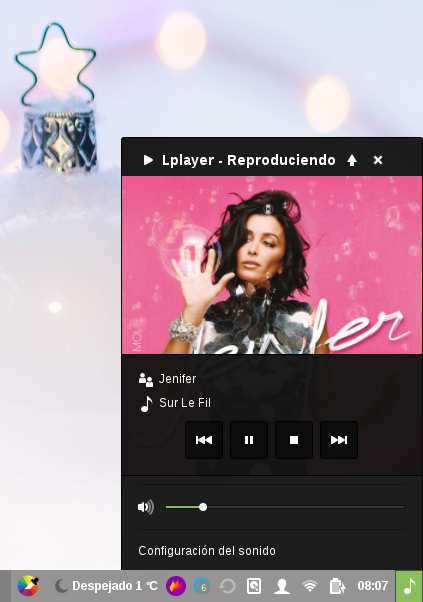 Lplayer - Reproduciendo
Jenifer
Sur Le Fil
Configuración del sonido
Despejado 1 °C
6
08:07